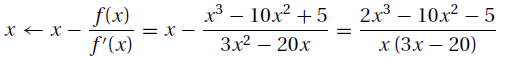 x ← x − f(x)/f′(x) = x − (x³ − 10x² + 5)/(3x² − 20x) = (2x³ − 10x² − 5)/(x (3x − 20))